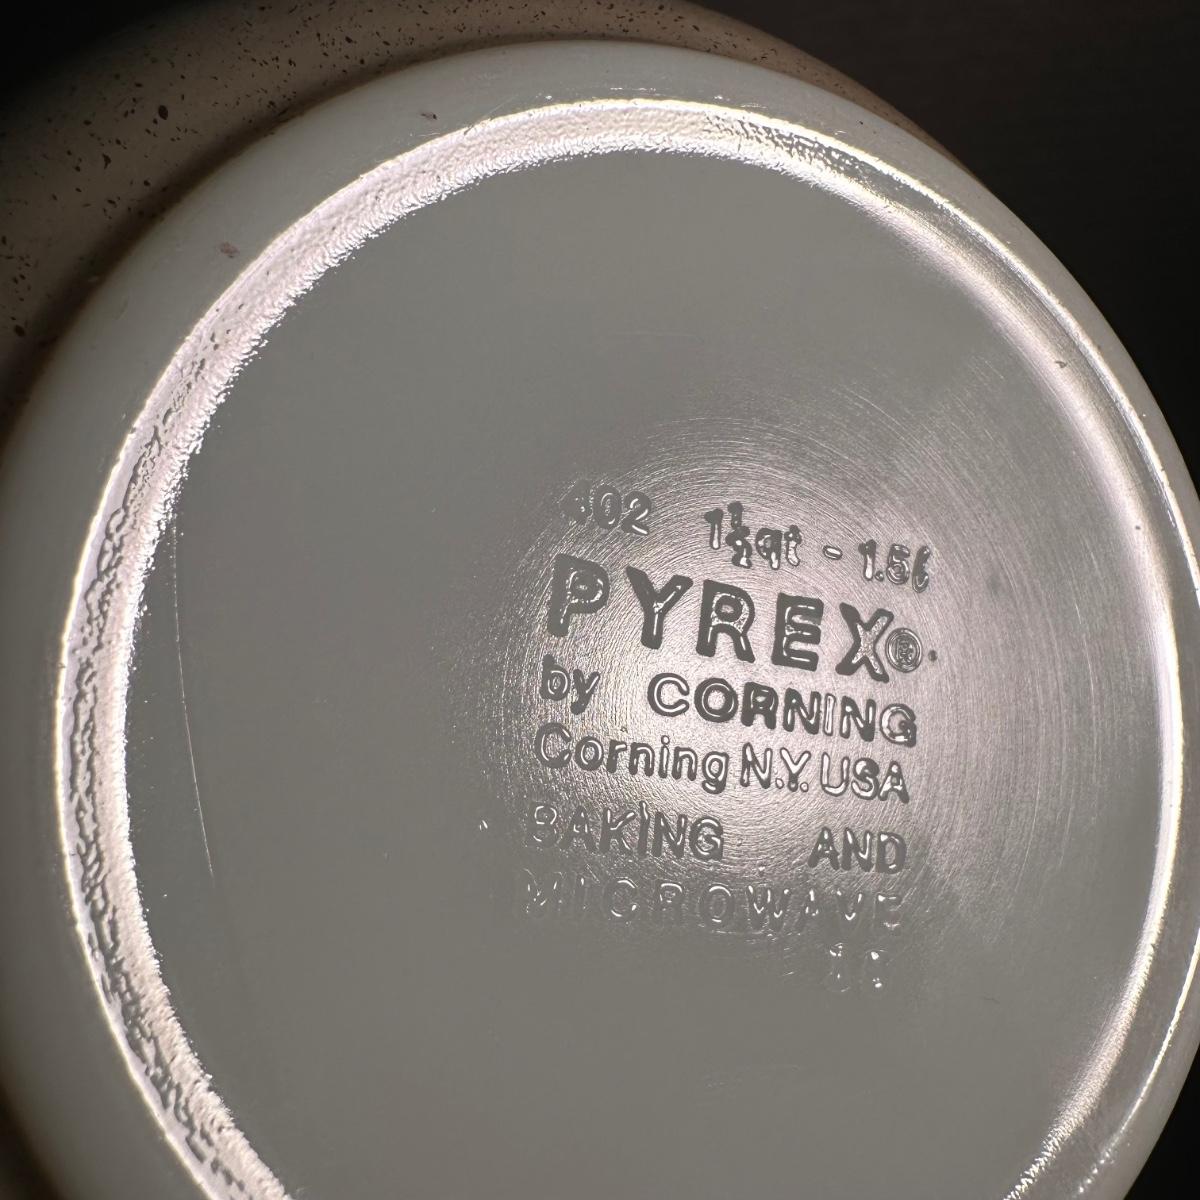 402 1½qt - 1.5ℓ
PYREX®
by CORNING
Corning N.Y. USA
BAKING AND
MICROWAVE